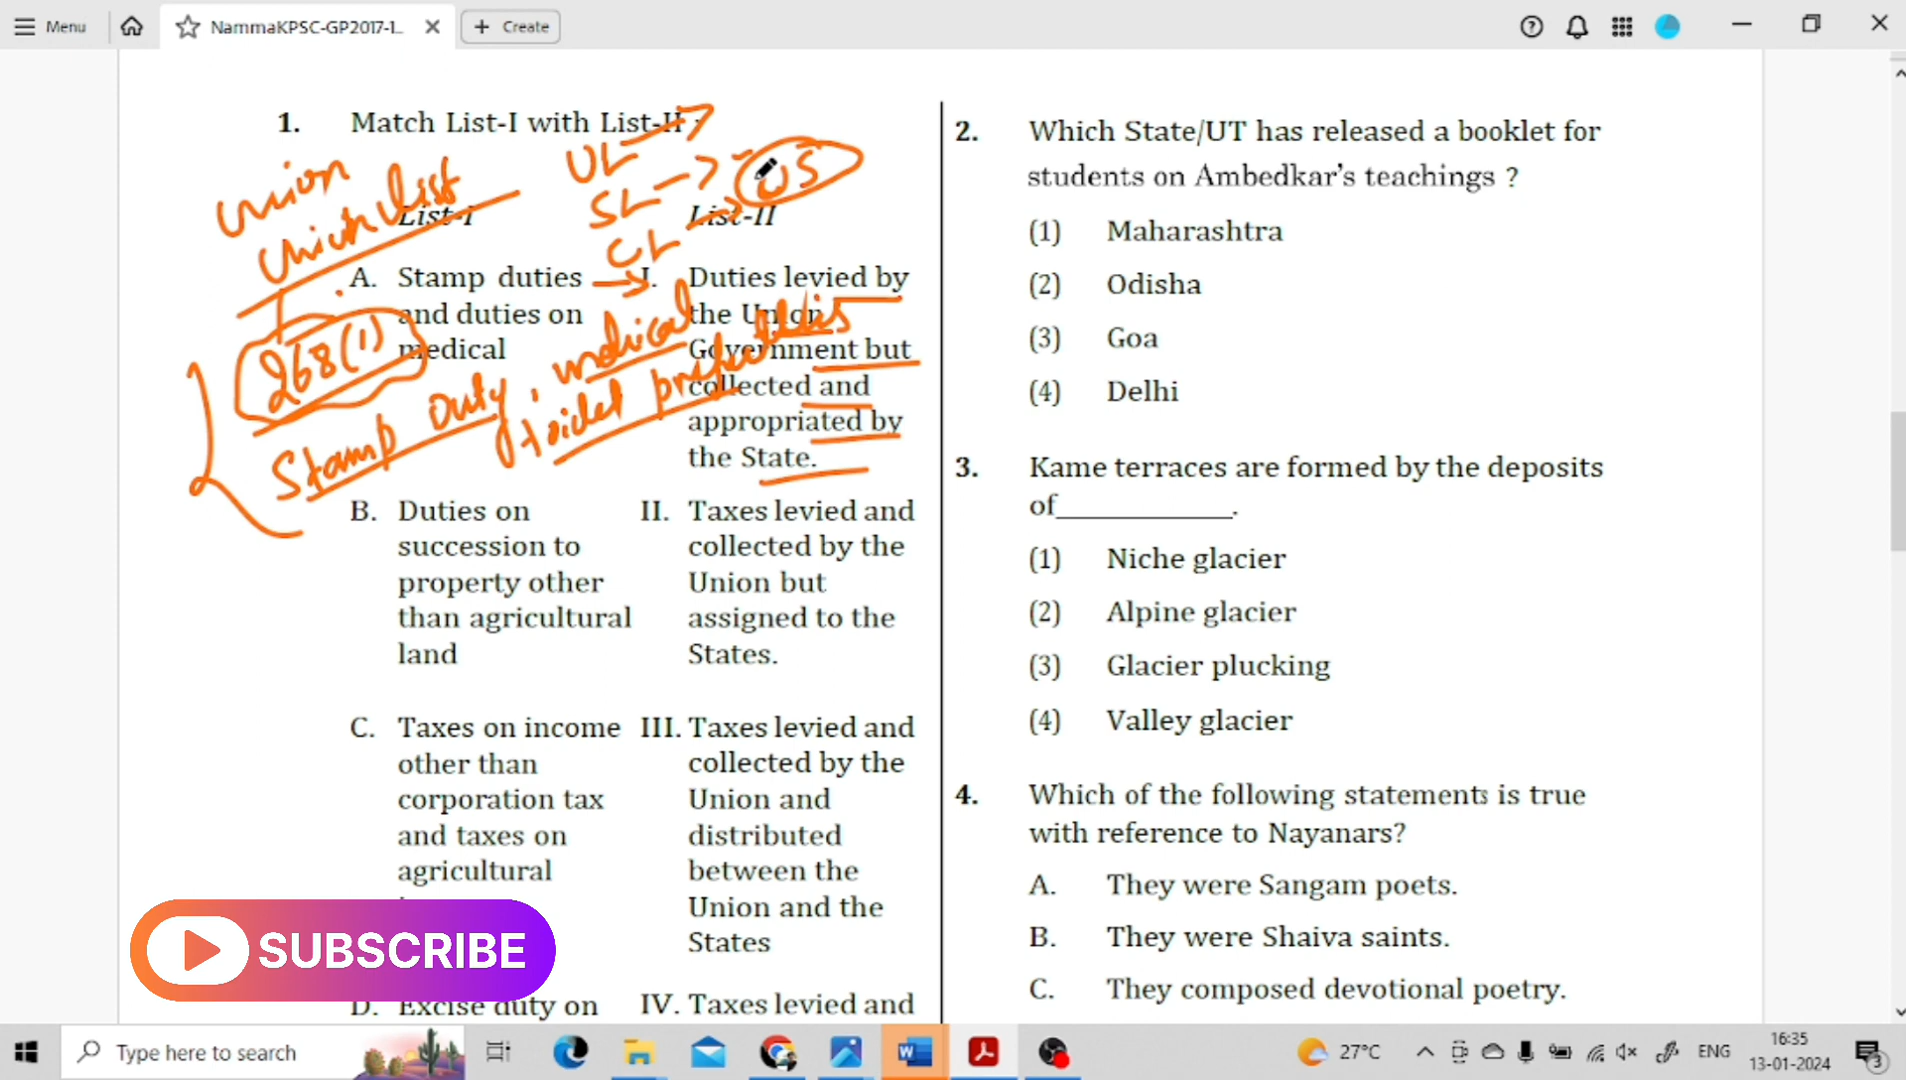 Menu
NammaKPSC-GP2017-1...
+ Create
1. Match List-I with List-II :
List-I
List-II
A. Stamp duties and duties on medical
I. Duties levied by the Union Government but collected and appropriated by the State.
B. Duties on succession to property other than agricultural land
II. Taxes levied and collected by the Union but assigned to the States.
C. Taxes on income other than corporation tax and taxes on agricultural
III. Taxes levied and collected by the Union and distributed between the Union and the States
D. Excise duty on
IV. Taxes levied and
union
which list
UL
SL
CL
US
268(1)
Stamp Duty, medical
toilet
SUBSCRIBE
2. Which State/UT has released a booklet for
students on Ambedkar's teachings ?
(1) Maharashtra
(2) Odisha
(3) Goa
(4) Delhi
3. Kame terraces are formed by the deposits
of____________.
(1) Niche glacier
(2) Alpine glacier
(3) Glacier plucking
(4) Valley glacier
4. Which of the following statements is true
with reference to Nayanars?
A. They were Sangam poets.
B. They were Shaiva saints.
C. They composed devotional poetry.
Type here to search
27°C
ENG
16:35
13-01-2024
3